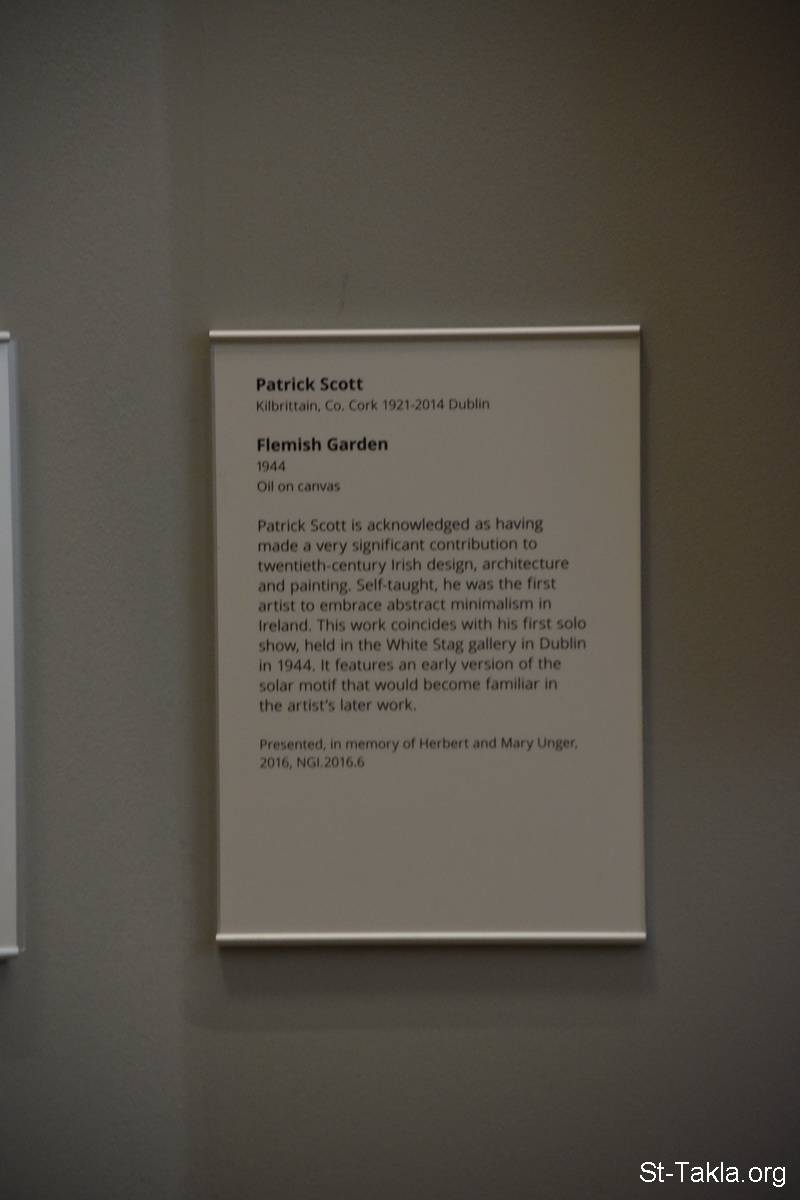 Patrick Scott
Kilbrittain, Co. Cork 1921-2014 Dublin
Flemish Garden
1944
Oil on canvas
Patrick Scott is acknowledged as having
made a very significant contribution to
twentieth-century Irish design, architecture
and painting. Self-taught, he was the first
artist to embrace abstract minimalism in
Ireland. This work coincides with his first solo
show, held in the White Stag gallery in Dublin
in 1944. It features an early version of the
solar motif that would become familiar in
the artist's later work.
Presented, in memory of Herbert and Mary Unger,
2016, NGI.2016.6
St-Takla.org